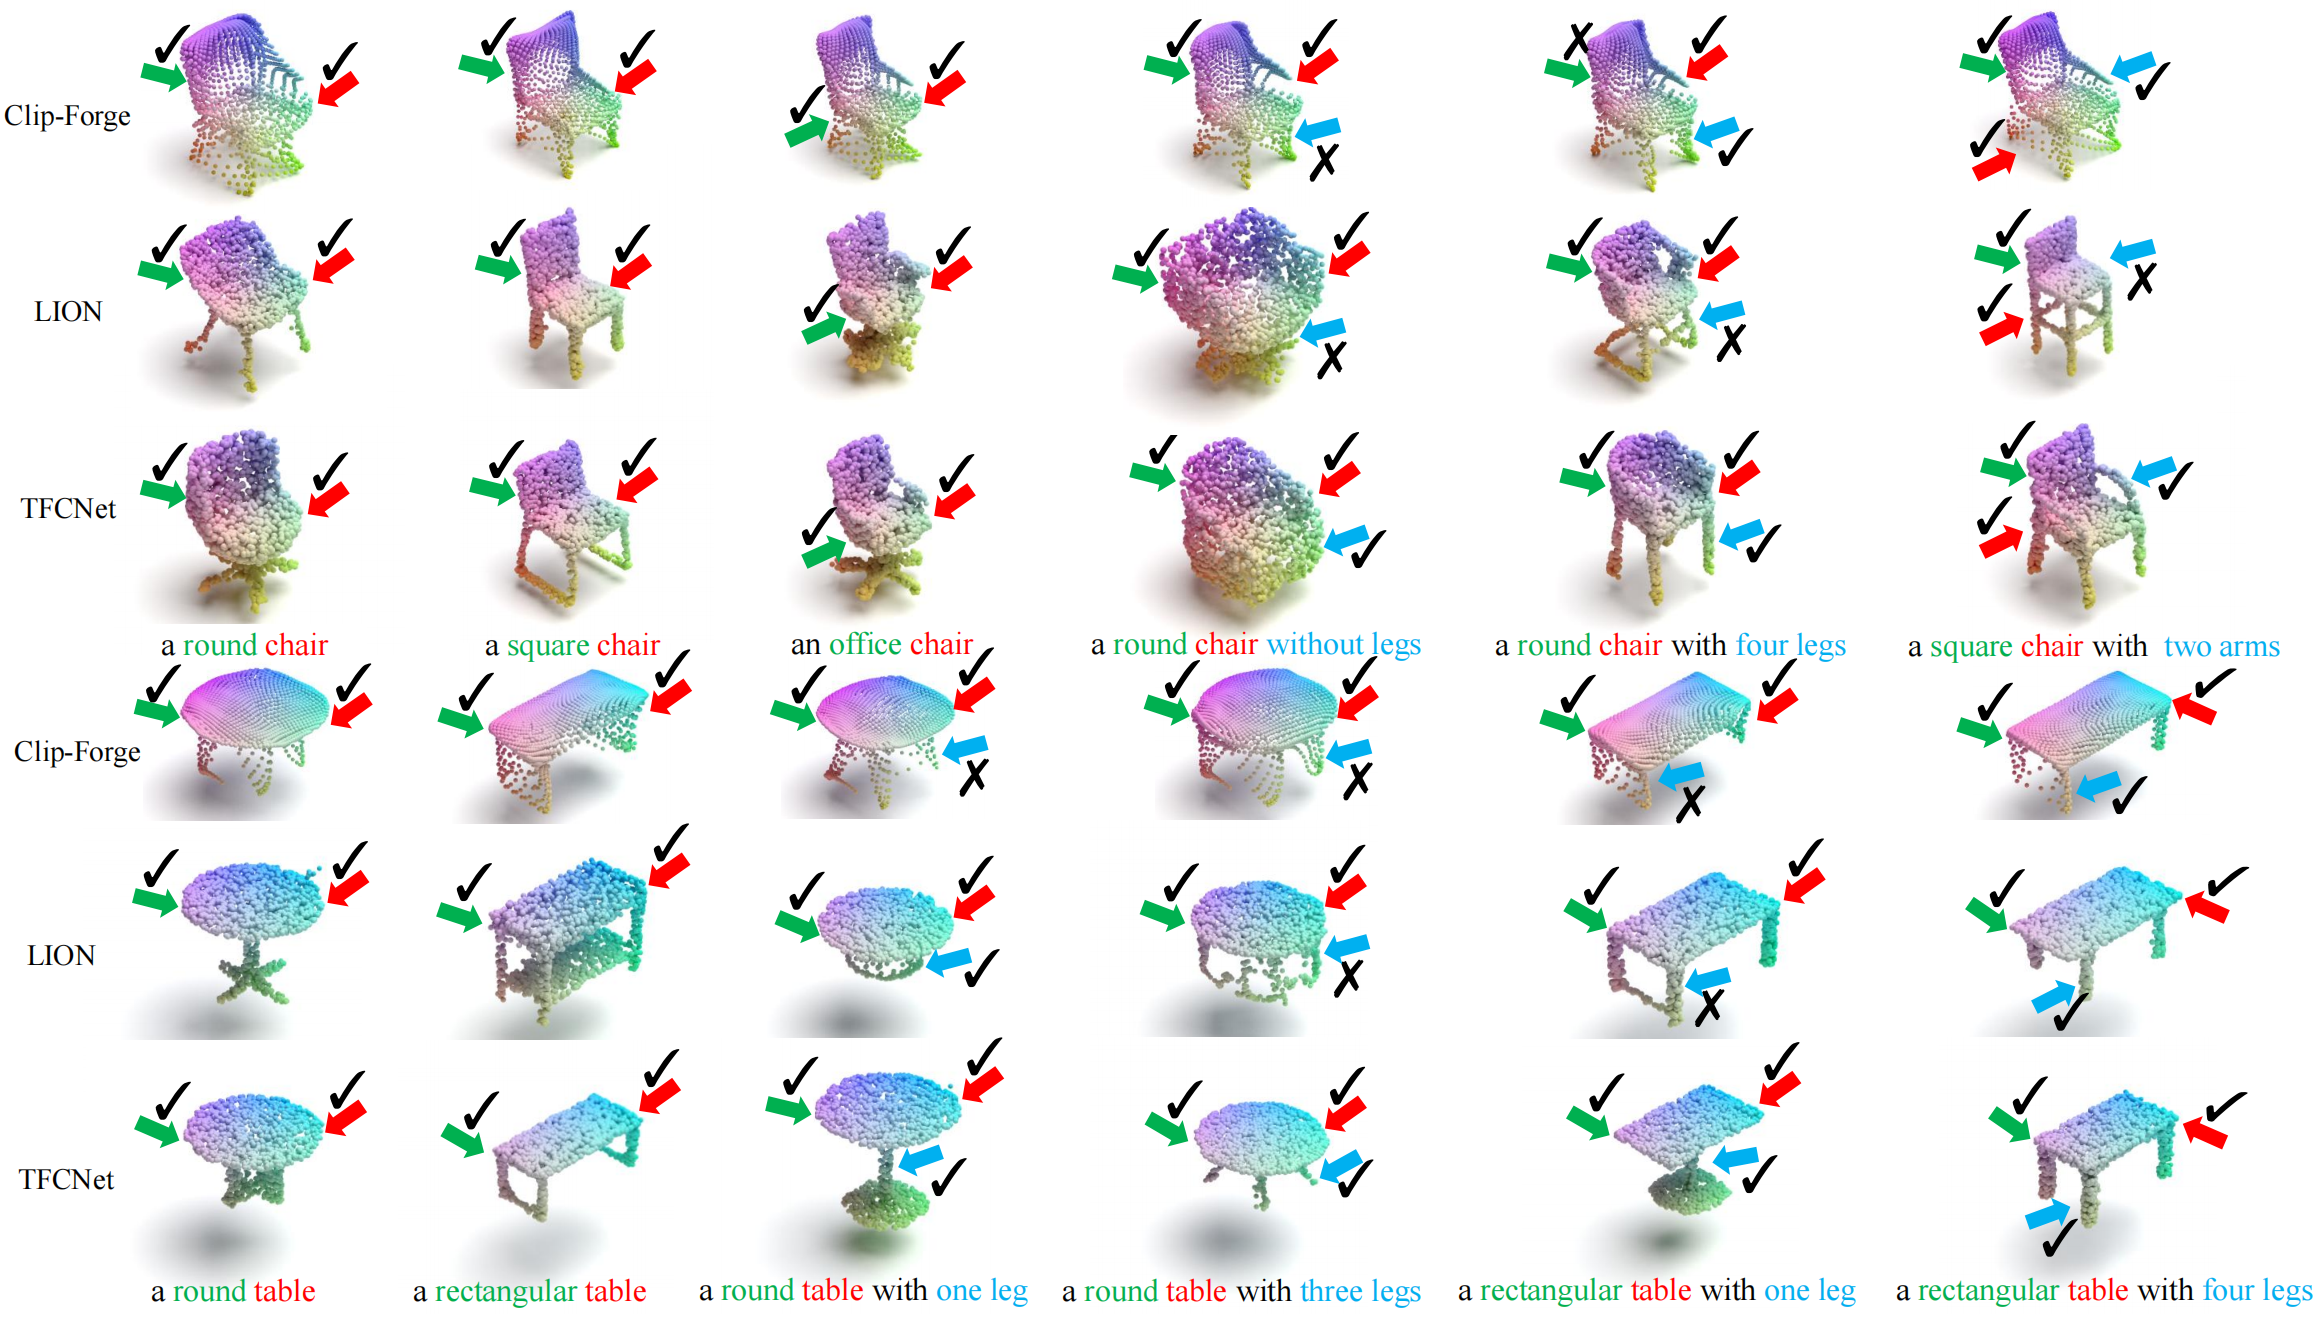 Clip-Forge
LION
TFCNet
a round chair
a square chair
an office chair
a round chair without legs
a round chair with four legs
a square chair with two arms
Clip-Forge
LION
TFCNet
a round table
a rectangular table
a round table with one leg
a round table with three legs
a rectangular table with one leg
a rectangular table with four legs